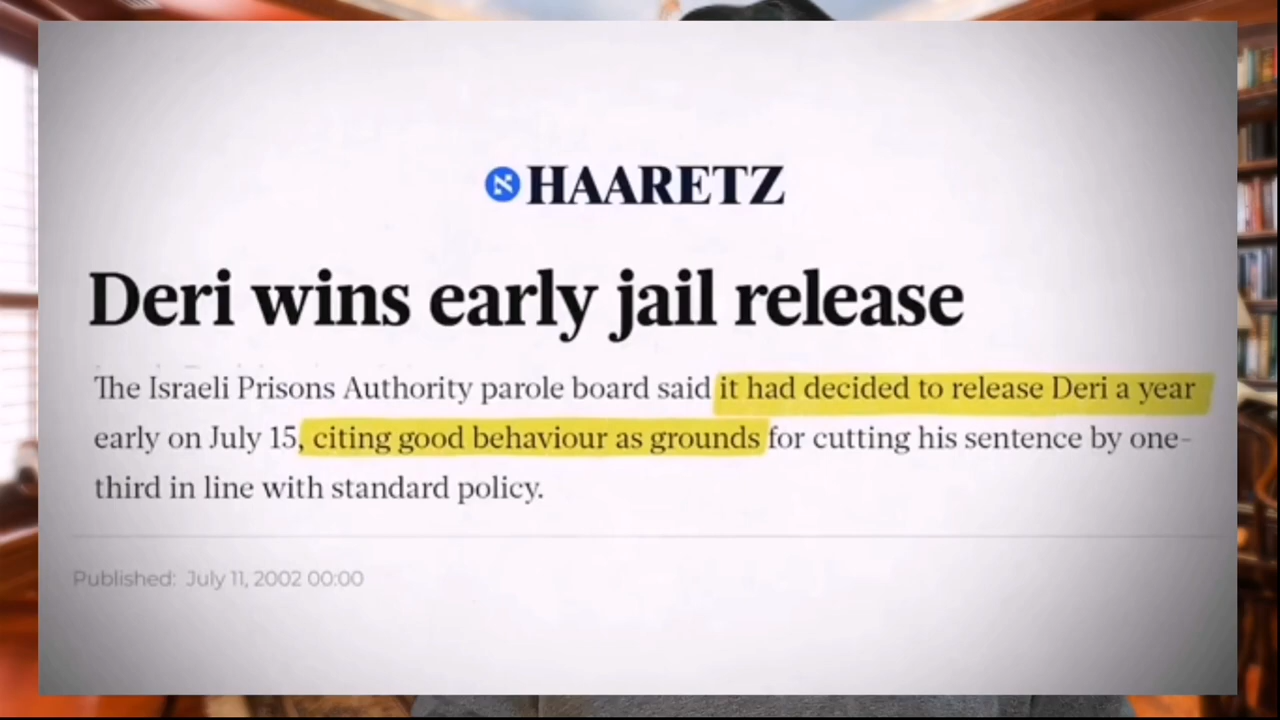 HAARETZ
Deri wins early jail release
The Israeli Prisons Authority parole board said it had decided to release Deri a year
early on July 15, citing good behaviour as grounds for cutting his sentence by one-
third in line with standard policy.
Published: July 11, 2002 00:00